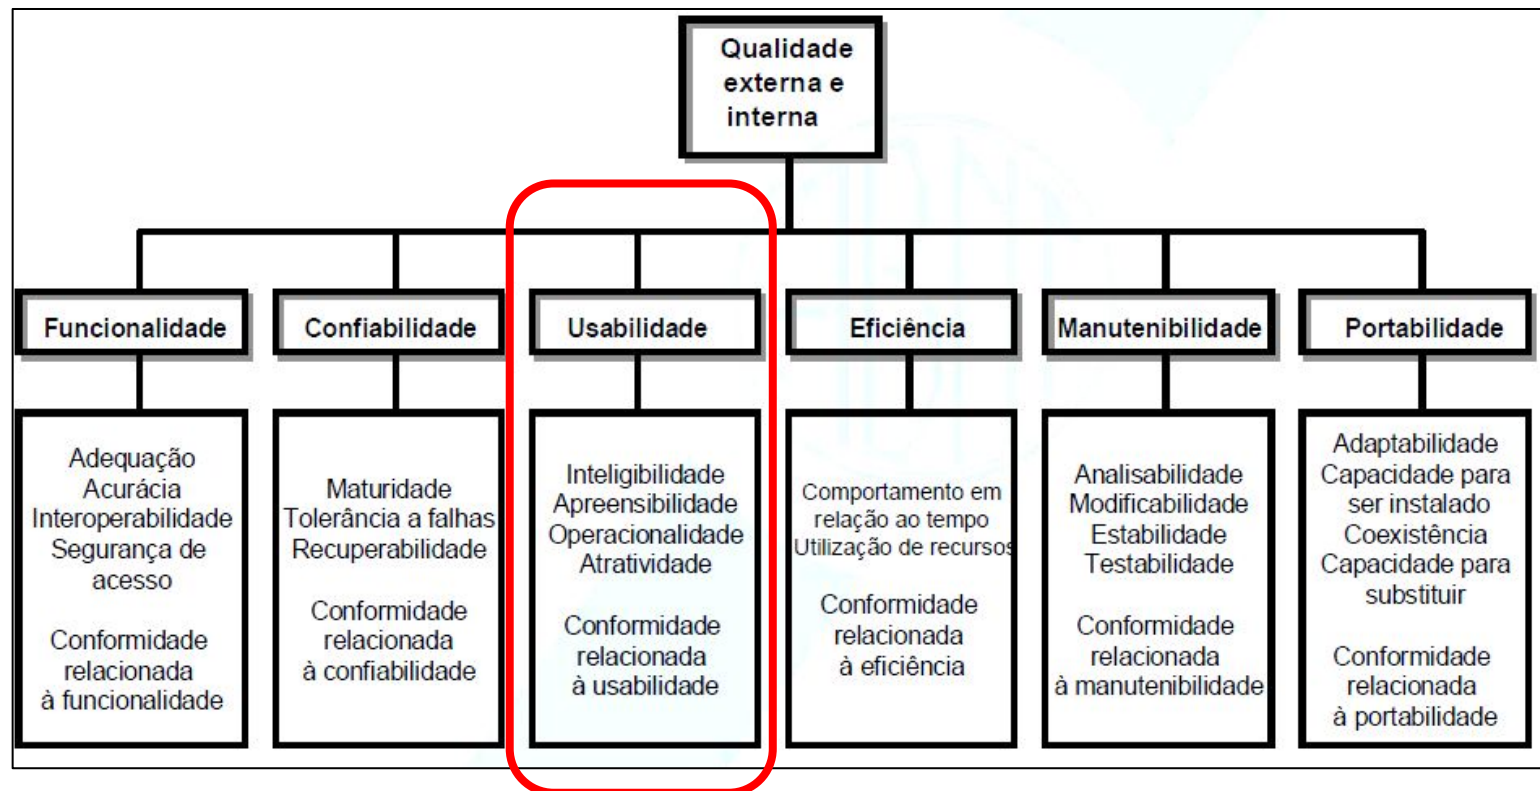 Qualidade
externa e
interna
Funcionalidade
Confiabilidade
Usabilidade
Eficiência
Manutenibilidade
Portabilidade
Adequação
Acurácia
Interoperabilidade
Segurança de
acesso
Conformidade
relacionada
à funcionalidade
Maturidade
Tolerância a falhas
Recuperabilidade
Conformidade
relacionada
à confiabilidade
Inteligibilidade
Apreensibilidade
Operacionalidade
Atratividade
Conformidade
relacionada
à usabilidade
Comportamento em
relação ao tempo
Utilização de recursos
Conformidade
relacionada
à eficiência
Analisabilidade
Modificabilidade
Estabilidade
Testabilidade
Conformidade
relacionada
à manutenibilidade
Adaptabilidade
Capacidade para
ser instalado
Coexistência
Capacidade para
substituir
Conformidade
relacionada
à portabilidade